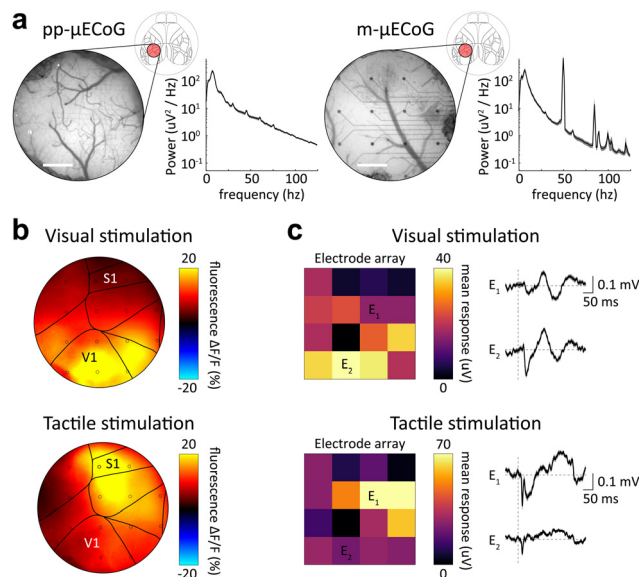 a
pp-µECoG
m-µECoG
Power (uV² / Hz)
10²
10¹
10⁰
10⁻¹
0 50 100
frequency (hz)
Power (uV² / Hz)
10²
10¹
10⁰
10⁻¹
0 50 100
frequency (hz)
b
Visual stimulation
S1
V1
20
-20
fluorescence ΔF/F (%)
Tactile stimulation
S1
V1
20
-20
fluorescence ΔF/F (%)
c
Visual stimulation
Electrode array
E₁
E₂
40
0
mean response (uV)
E₁
0.1 mV
50 ms
E₂
Tactile stimulation
Electrode array
E₁
E₂
70
0
mean response (uV)
E₁
0.1 mV
50 ms
E₂